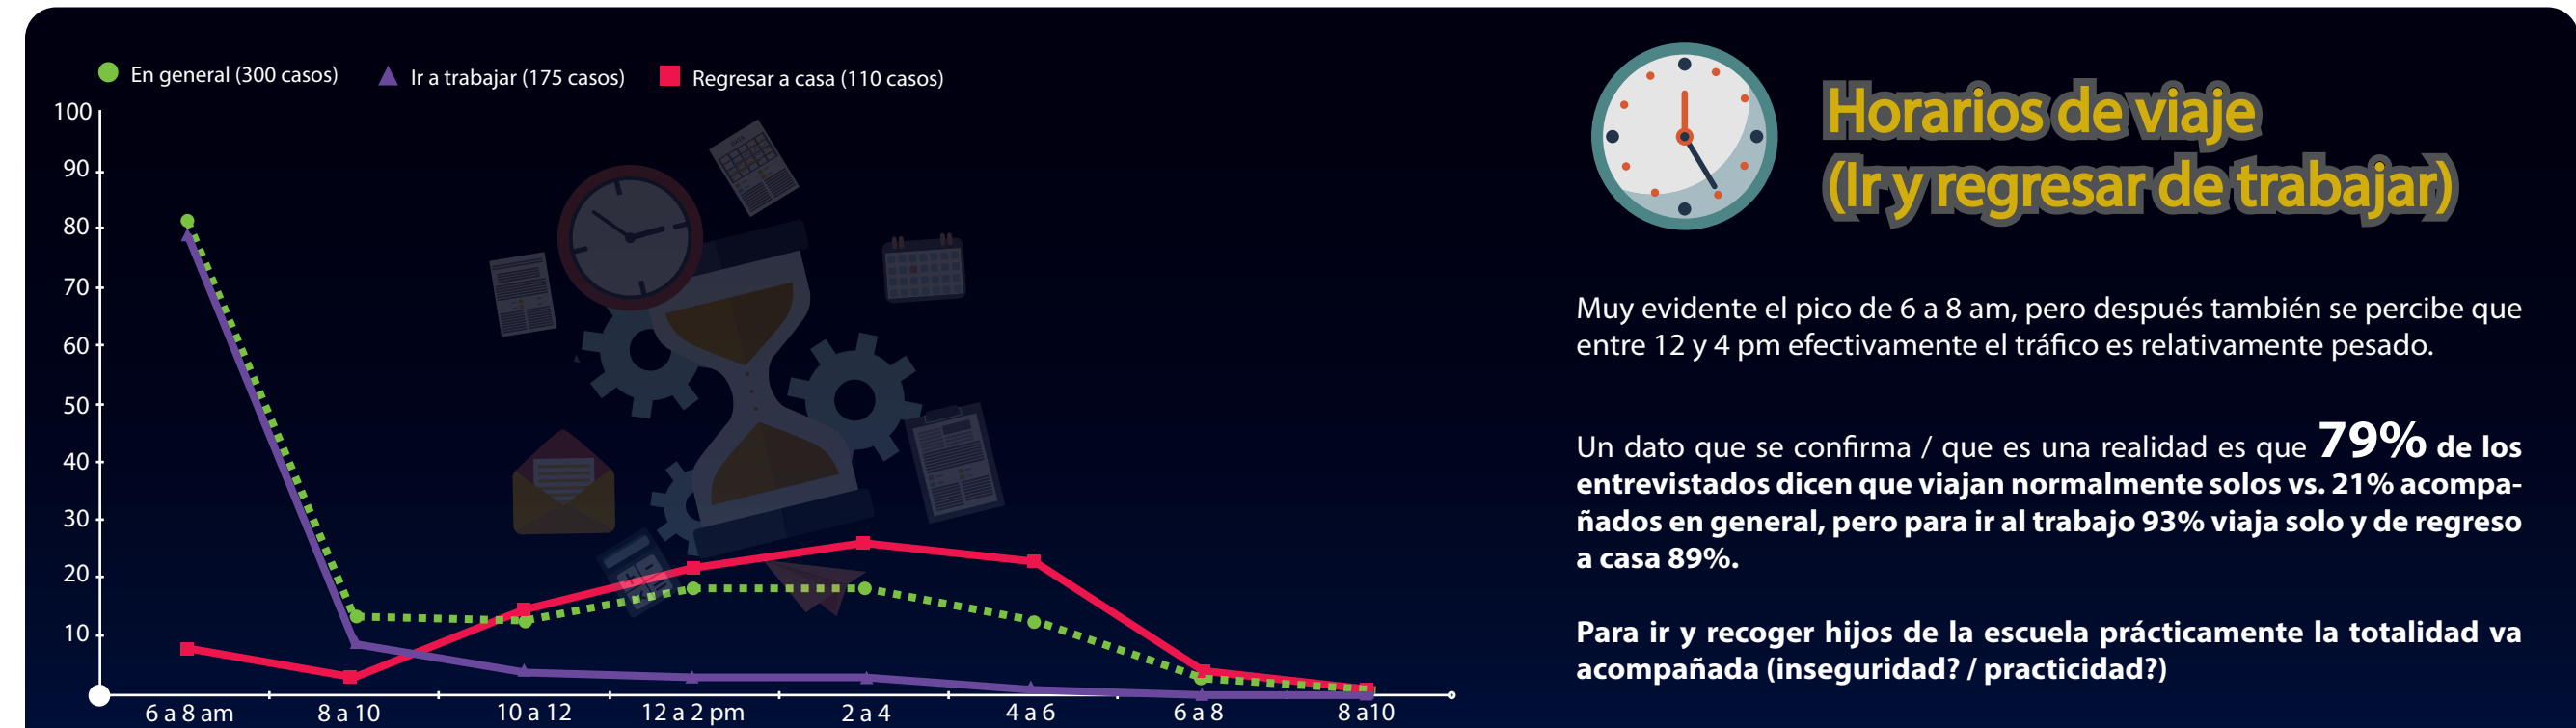 En general (300 casos)
Ir a trabajar (175 casos)
Regresar a casa (110 casos)
100
90
80
70
60
50
40
30
20
10
6 a 8 am
8 a 10
10 a 12
12 a 2 pm
2 a 4
4 a 6
6 a 8
8 a10
Horarios de viaje
(Ir y regresar de trabajar)
Muy evidente el pico de 6 a 8 am, pero después también se percibe que
entre 12 y 4 pm efectivamente el tráfico es relativamente pesado.
Un dato que se confirma / que es una realidad es que 79% de los
entrevistados dicen que viajan normalmente solos vs. 21% acompa-
ñados en general, pero para ir al trabajo 93% viaja solo y de regreso
a casa 89%.
Para ir y recoger hijos de la escuela prácticamente la totalidad va
acompañada (inseguridad? / practicidad?)